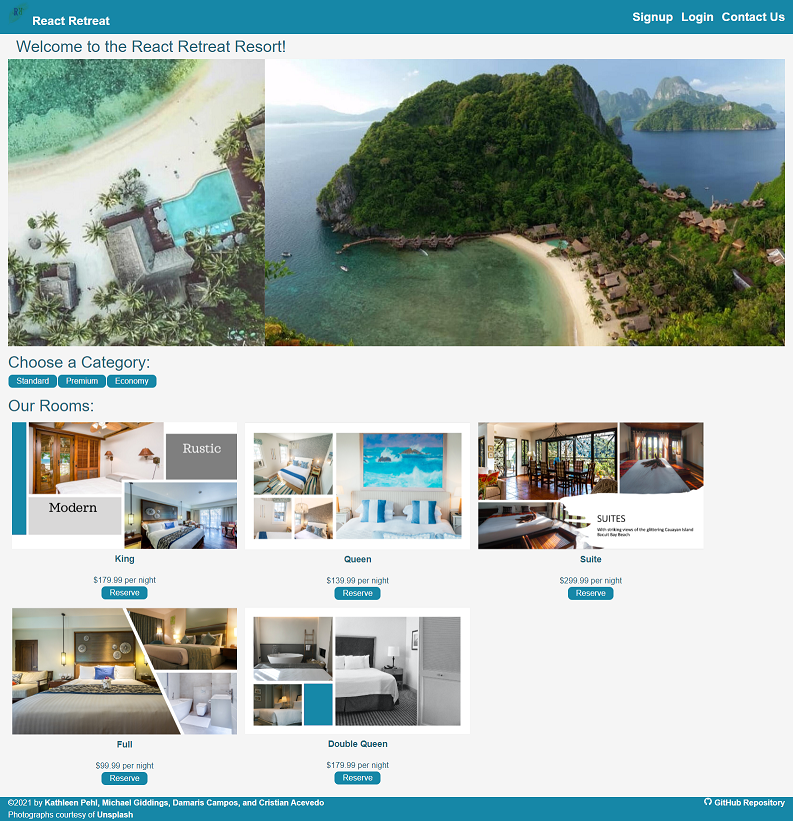 React Retreat
Signup Login Contact Us
Welcome to the React Retreat Resort!
Choose a Category:
Standard Premium Economy
Our Rooms:
Rustic
Modern
SUITES
With striking views of the glittering Cauayan Island
Bucuit Bay Beach
King
$179.99 per night
Reserve
Queen
$139.99 per night
Reserve
Suite
$299.99 per night
Reserve
Full
$99.99 per night
Reserve
Double Queen
$179.99 per night
Reserve
©2021 by Kathleen Pehl, Michael Giddings, Damaris Campos, and Cristian Acevedo
Photographs courtesy of Unsplash
GitHub Repository